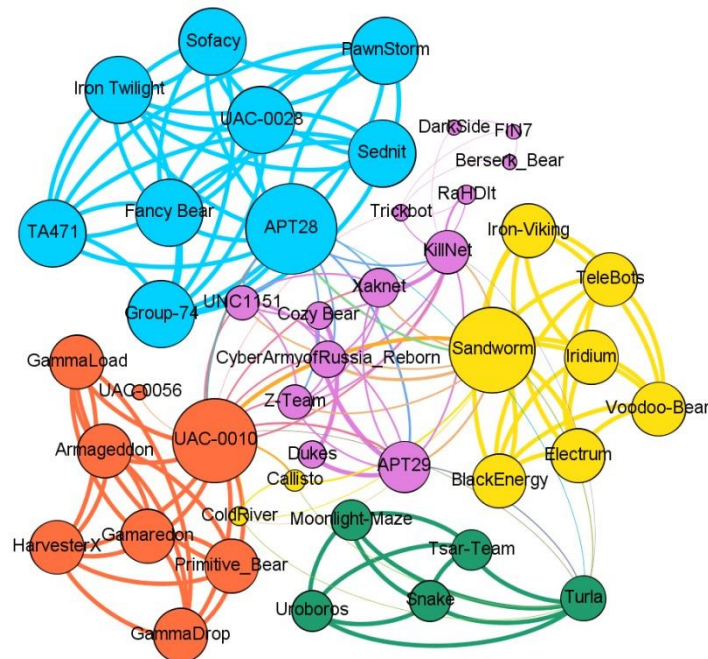 Sofacy
PawnStorm
Iron Twilight
UAC-0028
DarkSide
FIN7
Sednit
Berserk_Bear
RaHDIt
Fancy Bear
Trickbot
TA471
APT28
Iron-Viking
KillNet
TeleBots
Xaknet
UNC1151
Group-74
Cozy Bear
Sandworm
Iridium
GammaLoad
CyberArmyofRussia_Reborn
UAC-0056
Z-Team
Voodoo-Bear
UAC-0010
Armageddon
Dukes
APT29
Electrum
Callisto
BlackEnergy
ColdRiver
Moonlight-Maze
Gamaredon
HarvesterX
Tsar-Team
Primitive_Bear
Turla
Snake
Uroboros
GammaDrop